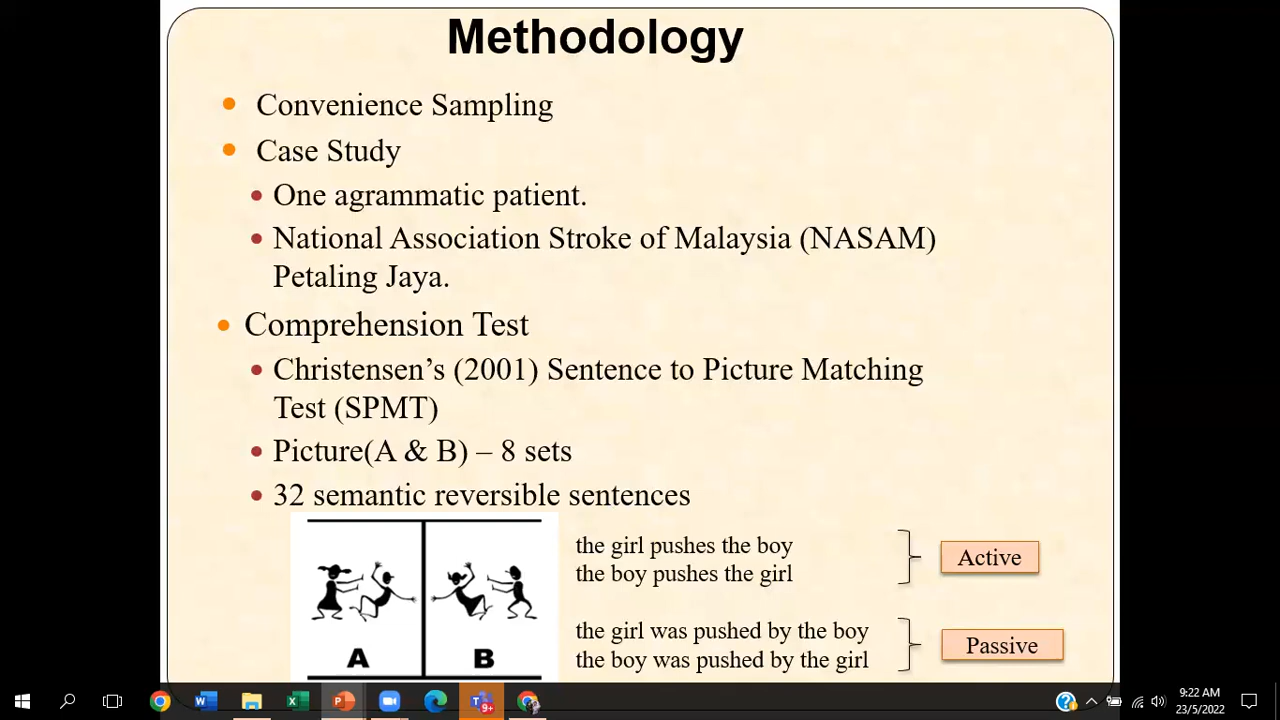 Methodology
Convenience Sampling
Case Study
One agrammatic patient.
National Association Stroke of Malaysia (NASAM)
Petaling Jaya.
Comprehension Test
Christensen’s (2001) Sentence to Picture Matching
Test (SPMT)
Picture(A & B) – 8 sets
32 semantic reversible sentences
the girl pushes the boy
the boy pushes the girl
Active
the girl was pushed by the boy
the boy was pushed by the girl
Passive
A B
9+
9:22 AM
23/5/2022